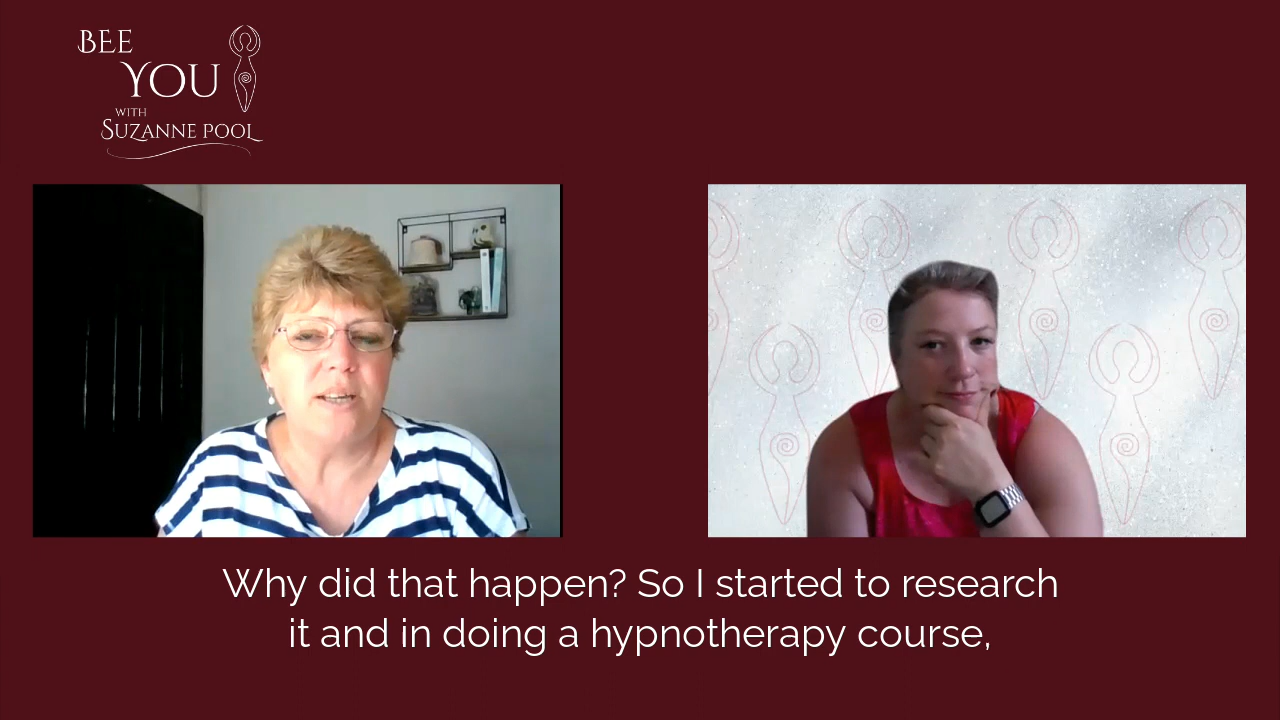 BEE
YOU
WITH
SUZANNE POOL
Why did that happen? So I started to research
it and in doing a hypnotherapy course,